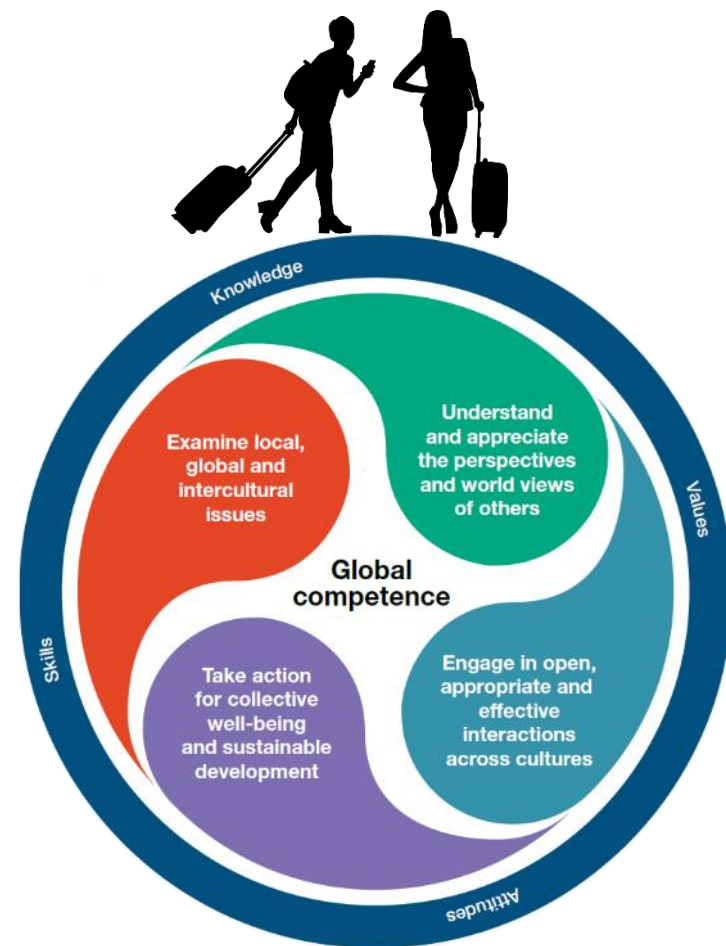 Knowledge
Examine local,
global and
intercultural
issues
Understand
and appreciate
the perspectives
and world views
of others
Values
Global
competence
Skills
Take action
for collective
well-being
and sustainable
development
Engage in open,
appropriate and
effective
interactions
across cultures
Attitudes